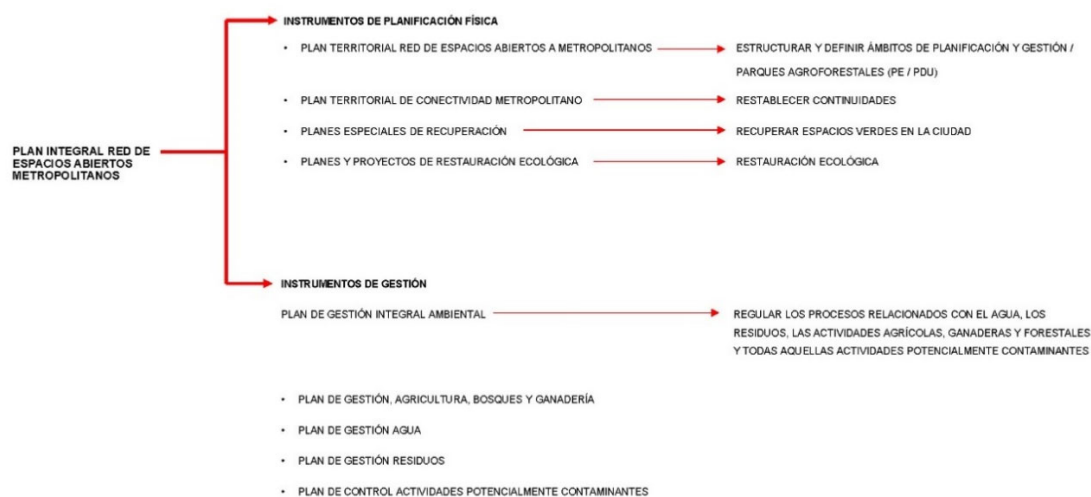 INSTRUMENTOS DE PLANIFICACIÓN FÍSICA
• PLAN TERRITORIAL RED DE ESPACIOS ABIERTOS A METROPOLITANOS
ESTRUCTURAR Y DEFINIR ÁMBITOS DE PLANIFICACIÓN Y GESTIÓN /
PARQUES AGROFORESTALES (PE / PDU)
• PLAN TERRITORIAL DE CONECTIVIDAD METROPOLITANO
RESTABLECER CONTINUIDADES
• PLANES ESPECIALES DE RECUPERACIÓN
RECUPERAR ESPACIOS VERDES EN LA CIUDAD
• PLANES Y PROYECTOS DE RESTAURACIÓN ECOLÓGICA
RESTAURACIÓN ECOLÓGICA
PLAN INTEGRAL RED DE
ESPACIOS ABIERTOS
METROPOLITANOS
INSTRUMENTOS DE GESTIÓN
PLAN DE GESTIÓN INTEGRAL AMBIENTAL
REGULAR LOS PROCESOS RELACIONADOS CON EL AGUA, LOS
RESIDUOS, LAS ACTIVIDADES AGRÍCOLAS, GANADERAS Y FORESTALES
Y TODAS AQUELLAS ACTIVIDADES POTENCIALMENTE CONTAMINANTES
• PLAN DE GESTIÓN, AGRICULTURA, BOSQUES Y GANADERÍA
• PLAN DE GESTIÓN AGUA
• PLAN DE GESTIÓN RESIDUOS
• PLAN DE CONTROL ACTIVIDADES POTENCIALMENTE CONTAMINANTES